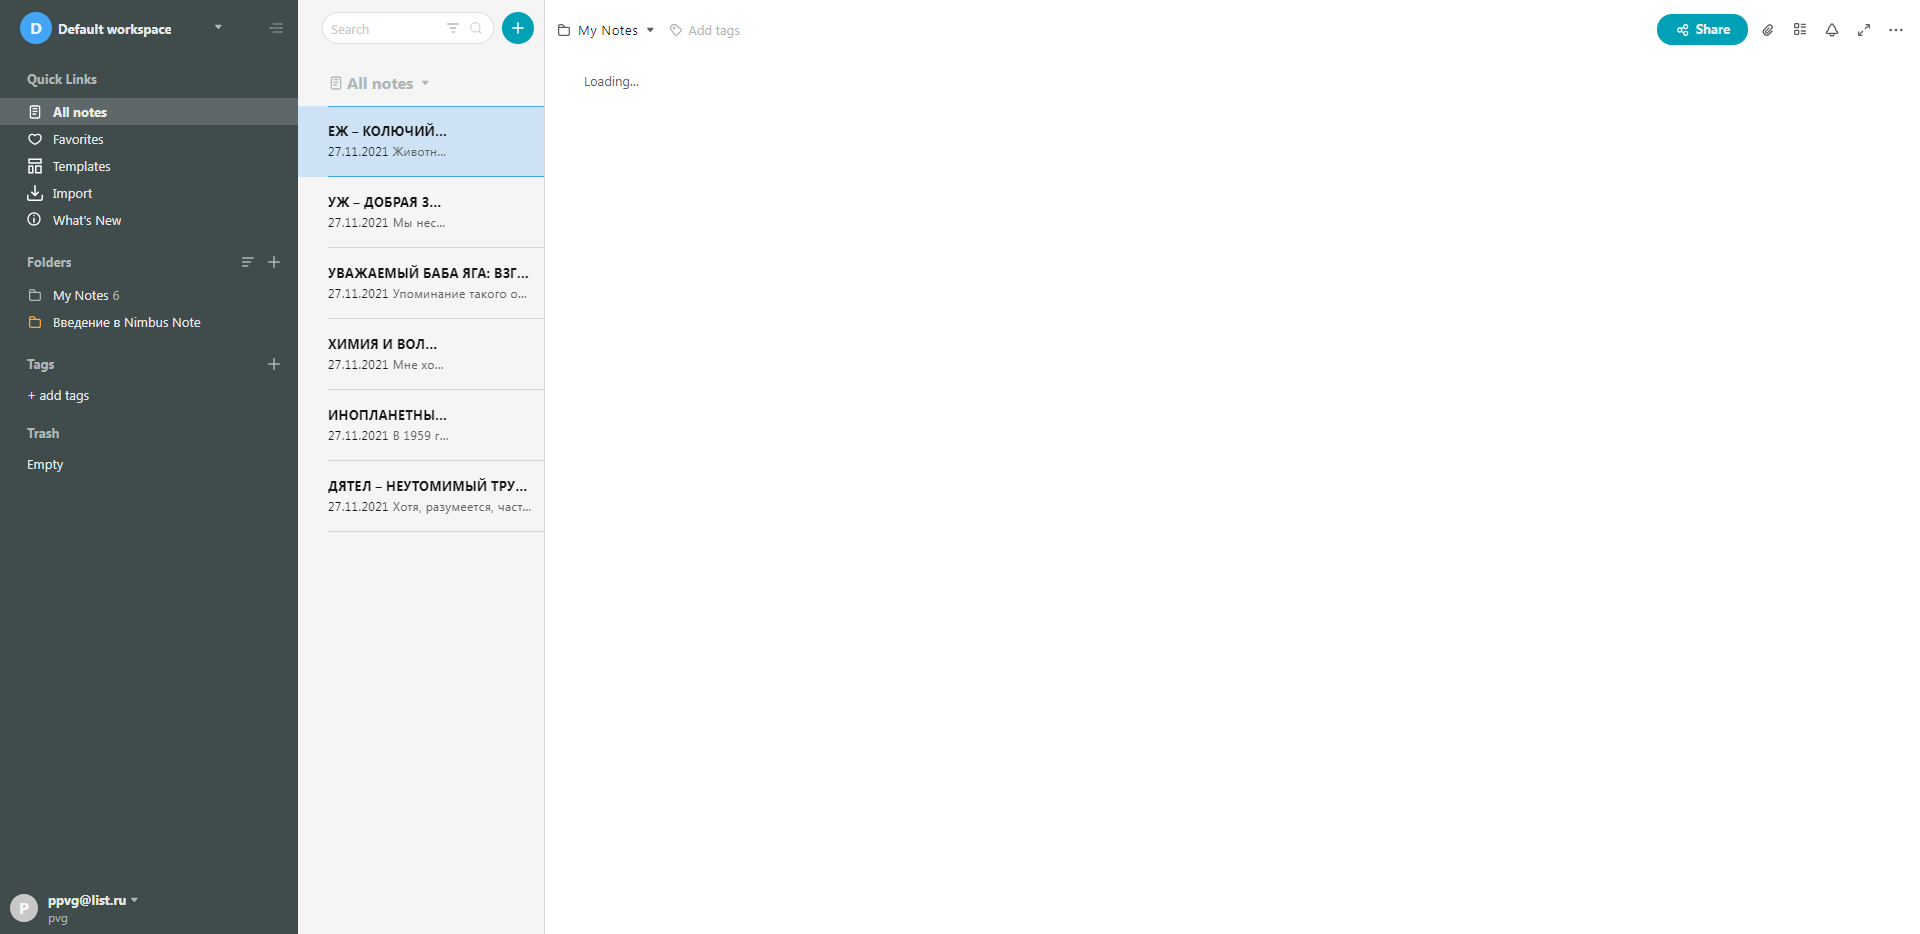 D Default workspace
Quick Links
All notes
Favorites
Templates
Import
What's New
Folders
My Notes 6
Введение в Nimbus Note
Tags
+ add tags
Trash
Empty
P ppvg@list.ru
pvg
Search
All notes
ЕЖ – КОЛЮЧИЙ...
27.11.2021 Животн...
УЖ – ДОБРАЯ З...
27.11.2021 Мы нес...
УВАЖАЕМЫЙ БАБА ЯГА: ВЗГ...
27.11.2021 Упоминание такого о...
ХИМИЯ И ВОЛ...
27.11.2021 Мне хо...
ИНОПЛАНЕТНЫ...
27.11.2021 В 1959 г...
ДЯТЕЛ – НЕУТОМИМЫЙ ТРУ...
27.11.2021 Хотя, разумеется, част...
My Notes Add tags
Share
Loading...